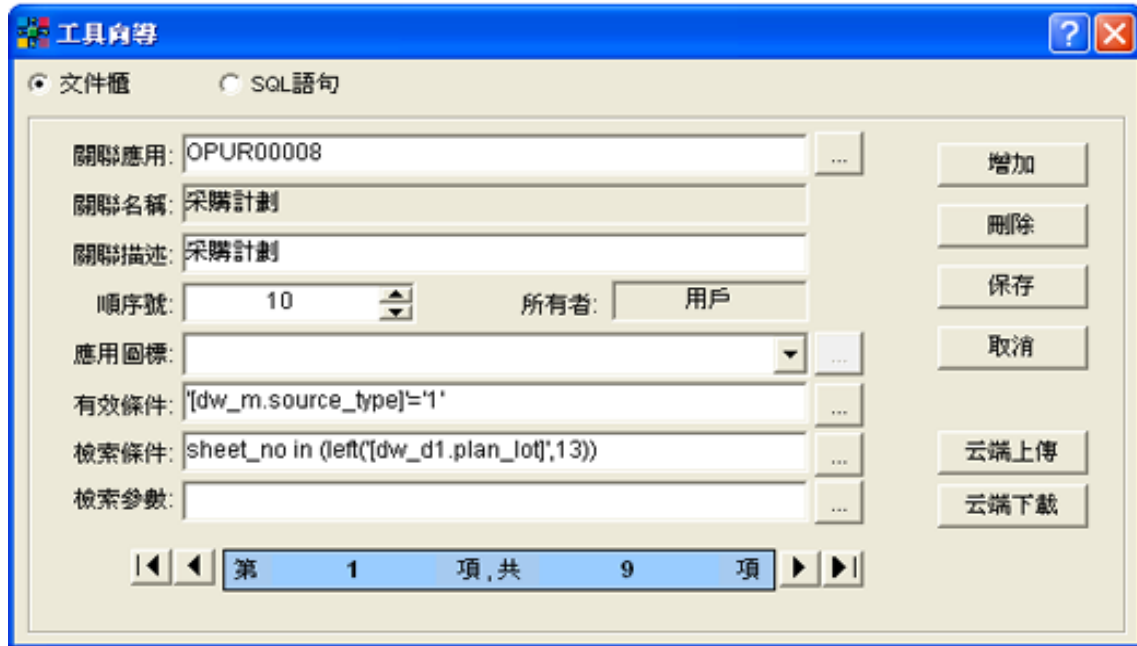 工具向導
文件櫃 SQL語句
關聯應用: OPUR00008 ... 增加
關聯名稱: 采購計劃
刪除
關聯描述: 采購計劃
順序號: 10 所有者: 用戶 保存
應用圖標: ... 取消
有效條件: '[dw_m.source_type]'='1' ...
檢索條件: sheet_no in (left('[dw_d1.plan_lot]',13)) ... 云端上傳
檢索參數: ... 云端下載
第 1 項,共 9 項